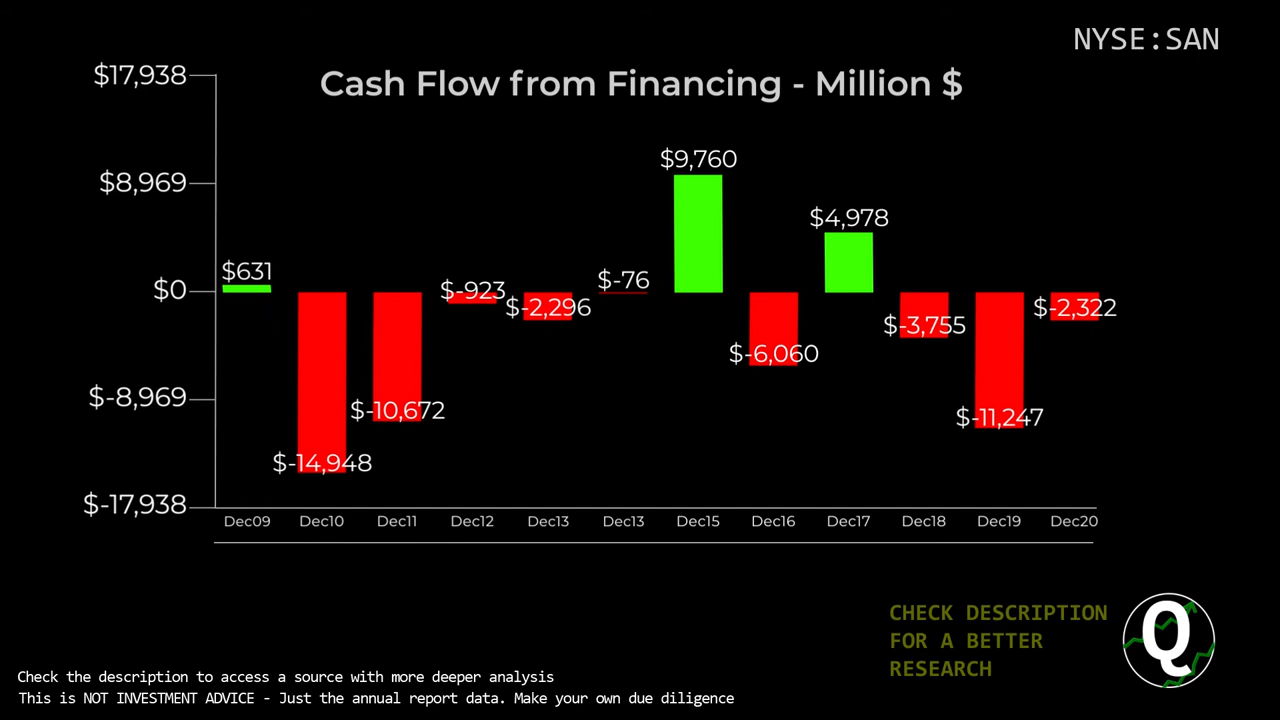 NYSE:SAN
Cash Flow from Financing - Million $
$17,938
$8,969
$0
$-8,969
$-17,938
$631
$-14,948
$-10,672
$-923
$-2,296
$-76
$9,760
$-6,060
$4,978
$-3,755
$-11,247
$-2,322
Dec09 Dec10 Dec11 Dec12 Dec13 Dec13 Dec15 Dec16 Dec17 Dec18 Dec19 Dec20
CHECK DESCRIPTION
FOR A BETTER
RESEARCH
Q
Check the description to access a source with more deeper analysis
This is NOT INVESTMENT ADVICE - Just the annual report data. Make your own due diligence